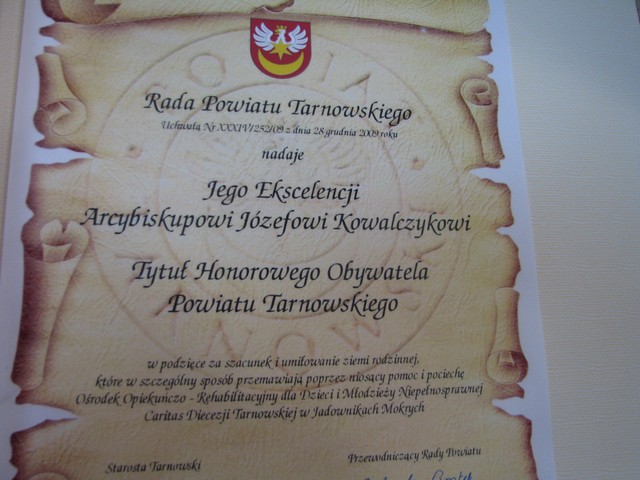 Rada Powiatu Tarnowskiego
Uchwałą Nr XXXIV/252/09 z dnia 28 grudnia 2009 roku
nadaje
Jego Ekscelencji
Arcybiskupowi Józefowi Kowalczykowi
Tytuł Honorowego Obywatela
Powiatu Tarnowskiego
w podzięce za szacunek i umiłowanie ziemi rodzinnej,
które w szczególny sposób przemawiają poprzez niosący pomoc i pociechę
Ośrodek Opiekuńczo - Rehabilitacyjny dla Dzieci i Młodzieży Niepełnosprawnej
Caritas Diecezji Tarnowskiej w Jadownikach Mokrych
Starosta Tarnowski
Przewodniczący Rady Powiatu